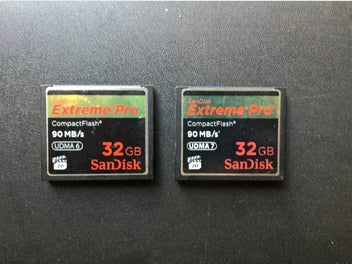 SanDisk
Extreme Pro
CompactFlash®
90 MB/s
UDMA 6
32 GB
SanDisk
SanDisk
Extreme Pro
CompactFlash®
90 MB/s*
UDMA 7
32 GB
SanDisk